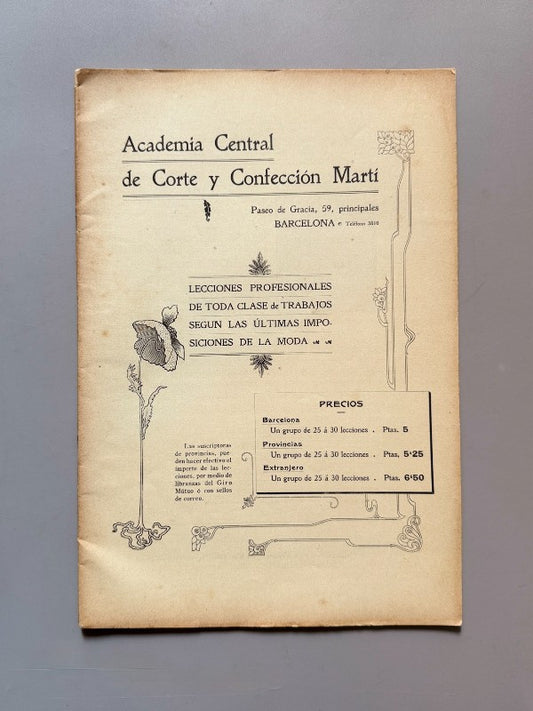 Academia Central
de Corte y Confección Martí
Paseo de Gracia, 59, principales
BARCELONA Teléfono 3610
LECCIONES PROFESIONALES
DE TODA CLASE de TRABAJOS
SEGUN LAS ÚLTIMAS IMPO-
SICIONES DE LA MODA
PRECIOS
Barcelona
Un grupo de 25 á 30 lecciones . Ptas. 5
Provincias
Un grupo de 25 á 30 lecciones . Ptas. 5'25
Extranjero
Un grupo de 25 á 30 lecciones . Ptas. 6'50
Las suscriptoras
de provincias, pue-
den hacer efectivo el
importe de las lec-
ciones, por medio de
libranzas del Giro
Mútuo ó con sellos
de correo.